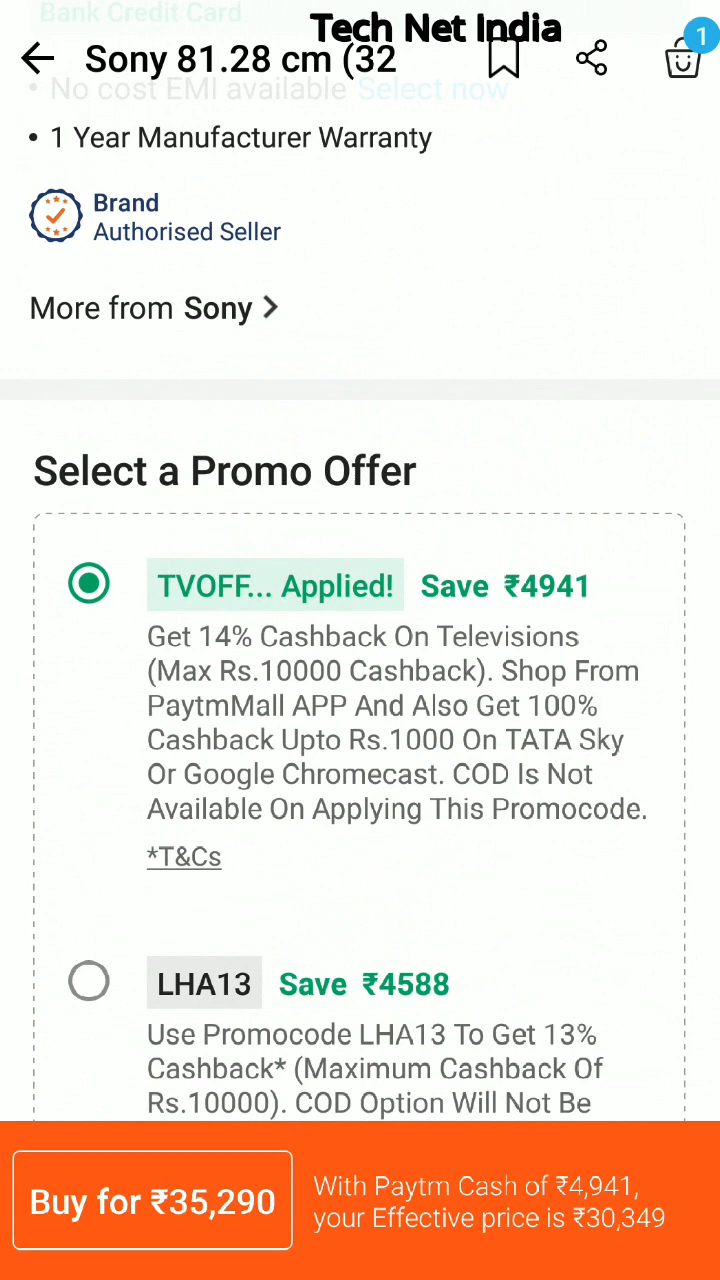 Bank Credit Card
Tech Net India
Sony 81.28 cm (32
1
• No cost EMI available Select now
• 1 Year Manufacturer Warranty
Brand
Authorised Seller
More from Sony
Select a Promo Offer
TVOFF... Applied! Save ₹4941
Get 14% Cashback On Televisions
(Max Rs.10000 Cashback). Shop From
PaytmMall APP And Also Get 100%
Cashback Upto Rs.1000 On TATA Sky
Or Google Chromecast. COD Is Not
Available On Applying This Promocode.
*T&Cs
LHA13 Save ₹4588
Use Promocode LHA13 To Get 13%
Cashback* (Maximum Cashback Of
Rs.10000). COD Option Will Not Be
Buy for ₹35,290
With Paytm Cash of ₹4,941,
your Effective price is ₹30,349